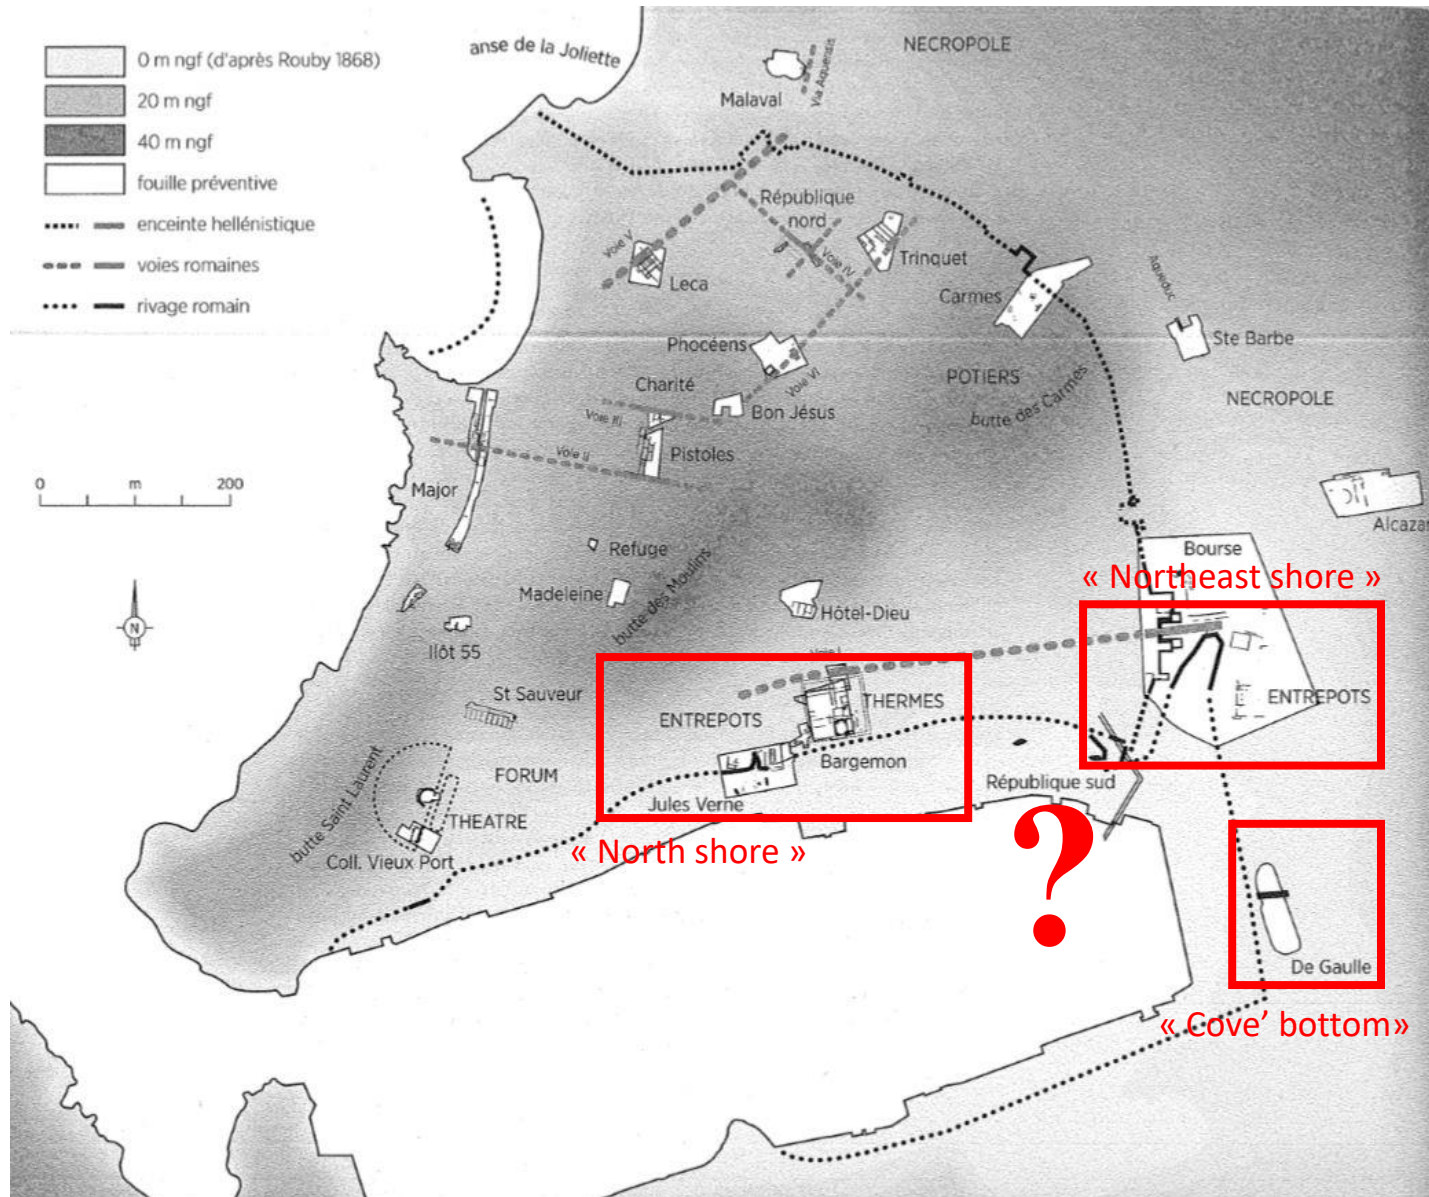 anse de la Joliette
NECROPOLE
0 m ngf (d'après Rouby 1868)
20 m ngf
40 m ngf
fouille préventive
enceinte hellénistique
voies romaines
rivage romain
Malaval
Via Aquensis
République
nord
Voie V
Voie IV
Leca
Trinquet
Carmes
Aqueduc
Ste Barbe
Phocéens
Charité
Voie VI
POTIERS
butte des Carmes
NECROPOLE
Voie III
Bon Jésus
Voie II
Pistoles
0 m 200
Major
Alcazar
Bourse
« Northeast shore »
Refuge
butte des Moulins
Madeleine
Hôtel-Dieu
N
Ilôt 55
Voie I
St Sauveur
ENTREPOTS
THERMES
ENTREPOTS
butte Saint Laurent
FORUM
Bargemon
République sud
Jules Verne
THEATRE
Coll. Vieux Port
« North shore »
?
De Gaulle
« Cove' bottom»